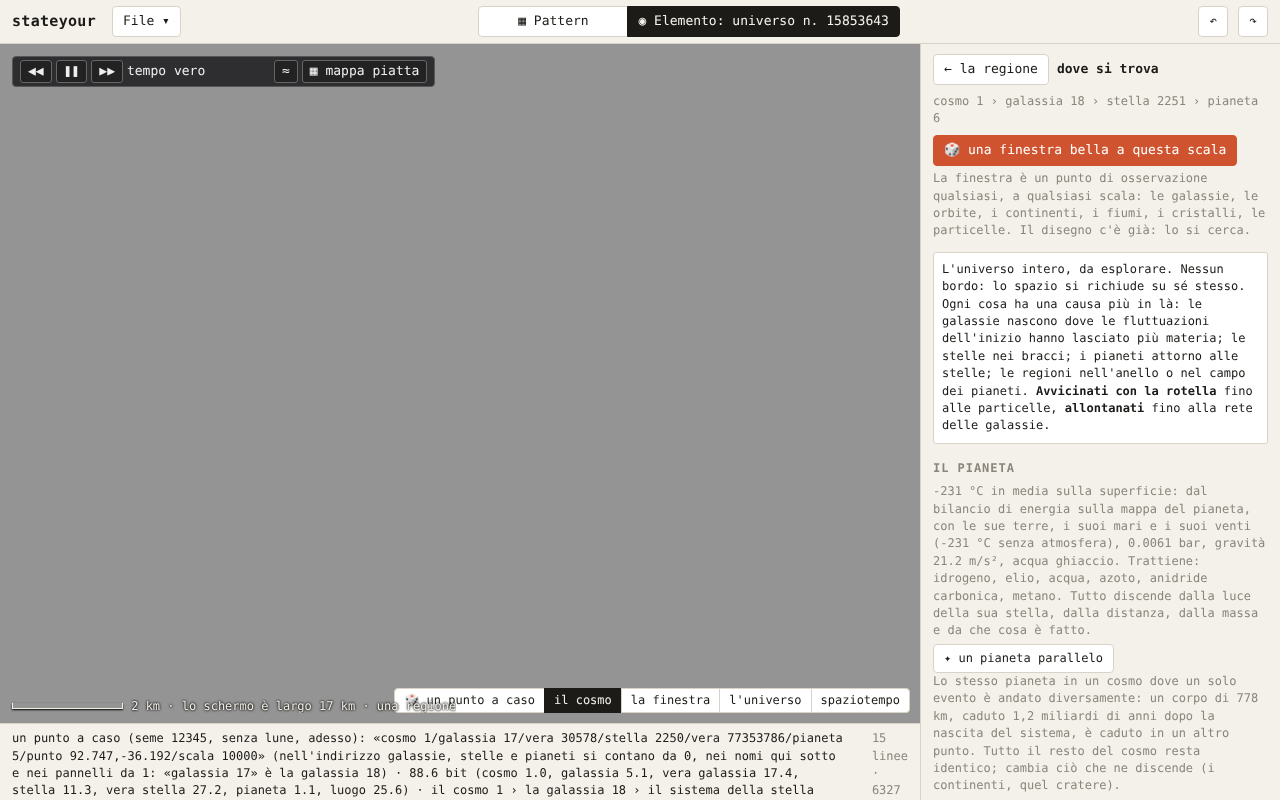 stateyour
File ▾
▦ Pattern
◉ Elemento: universo n. 15853643
↶
↷
◀◀
❚❚
▶▶
tempo vero
≈
▦ mappa piatta
← la regione
dove si trova
cosmo 1 › galassia 18 › stella 2251 › pianeta
6
🎲 una finestra bella a questa scala
La finestra è un punto di osservazione
qualsiasi, a qualsiasi scala: le galassie, le
orbite, i continenti, i fiumi, i cristalli, le
particelle. Il disegno c'è già: lo si cerca.
L'universo intero, da esplorare. Nessun
bordo: lo spazio si richiude su sé stesso.
Ogni cosa ha una causa più in là: le
galassie nascono dove le fluttuazioni
dell'inizio hanno lasciato più materia; le
stelle nei bracci; i pianeti attorno alle
stelle; le regioni nell'anello o nel campo
dei pianeti. Avvicinati con la rotella fino
alle particelle, allontanati fino alla rete
delle galassie.
IL PIANETA
-231 °C in media sulla superficie: dal
bilancio di energia sulla mappa del pianeta,
con le sue terre, i suoi mari e i suoi venti
(-231 °C senza atmosfera), 0.0061 bar, gravità
21.2 m/s², acqua ghiaccio. Trattiene:
idrogeno, elio, acqua, azoto, anidride
carbonica, metano. Tutto discende dalla luce
della sua stella, dalla distanza, dalla massa
e da che cosa è fatto.
✦ un pianeta parallelo
Lo stesso pianeta in un cosmo dove un solo
evento è andato diversamente: un corpo di 778
km, caduto 1,2 miliardi di anni dopo la
nascita del sistema, è caduto in un altro
punto. Tutto il resto del cosmo resta
identico; cambia ciò che ne discende (i
continenti, quel cratere).
2 km · lo schermo è largo 17 km · una regione
🎲 un punto a caso
il cosmo
la finestra
l'universo
spaziotempo
un punto a caso (seme 12345, senza lune, adesso): «cosmo 1/galassia 17/vera 30578/stella 2250/vera 77353786/pianeta
5/punto 92.747,-36.192/scala 10000» (nell'indirizzo galassie, stelle e pianeti si contano da 0, nei nomi qui sotto
e nei pannelli da 1: «galassia 17» è la galassia 18) · 88.6 bit (cosmo 1.0, galassia 5.1, vera galassia 17.4,
stella 11.3, vera stella 27.2, pianeta 1.1, luogo 25.6) · il cosmo 1 › la galassia 18 › il sistema della stella
15
linee
·
6327